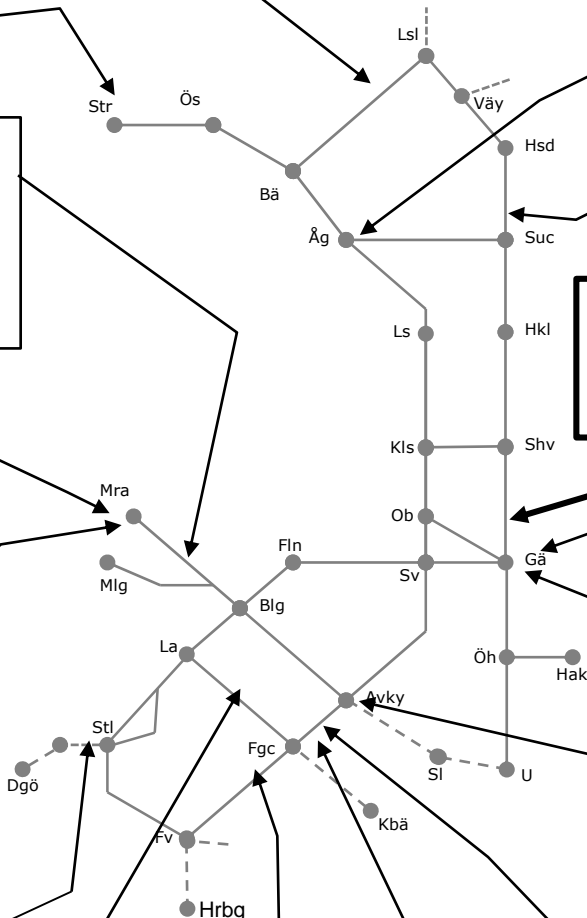 Lsl
Väy
Ös
Str
Hsd
Bä
Åg
Suc
Ls
Hkl
Kls
Shv
Mra
Ob
Fln
Sv
Gä
Mlg
Blg
La
Öh
Hak
Avky
Stl
Fgc
Sl
U
Dgö
Kbä
Fv
Hrbg